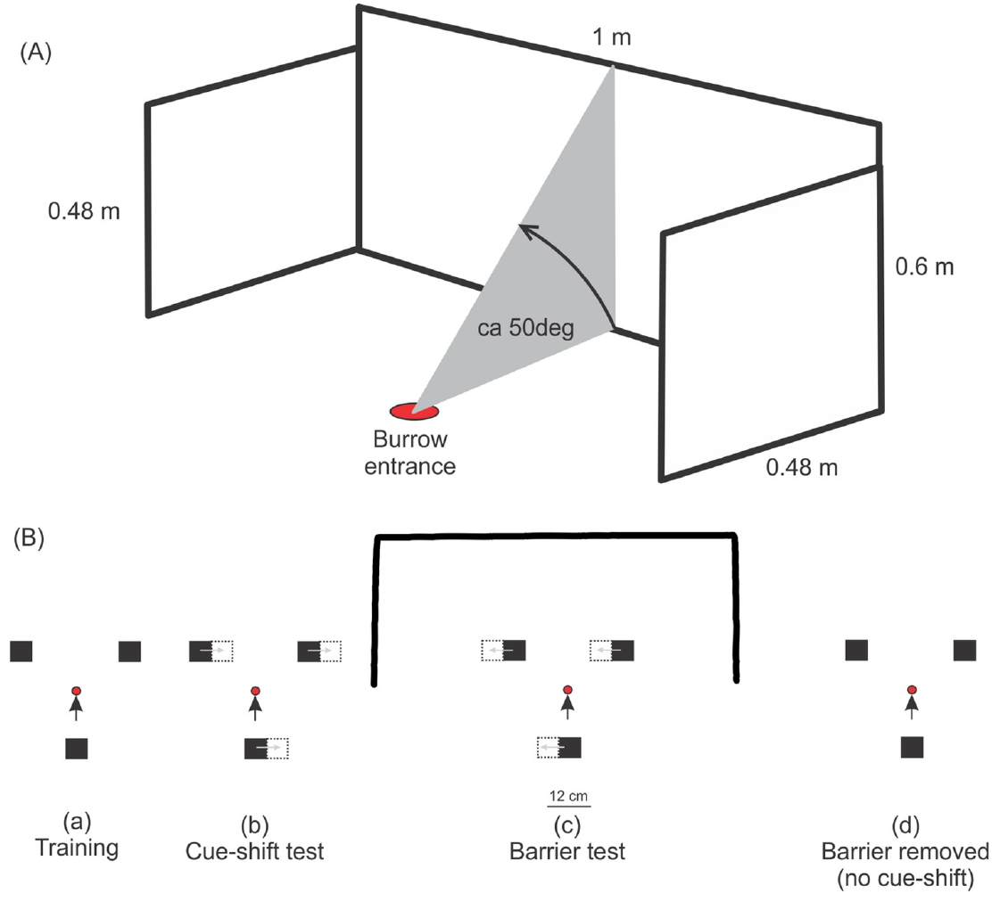 (A)
1 m
0.48 m
0.6 m
ca 50deg
Burrow
entrance
0.48 m
(B)
12 cm
(a)
Training
(b)
Cue-shift test
(c)
Barrier test
(d)
Barrier removed
(no cue-shift)